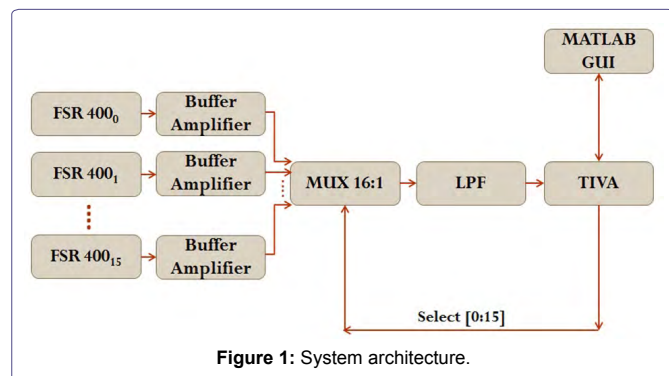 MATLAB
GUI
FSR 400₀
Buffer
Amplifier
FSR 400₁
Buffer
Amplifier
MUX 16:1
LPF
TIVA
FSR 400₁₅
Buffer
Amplifier
Select [0:15]
Figure 1: System architecture.